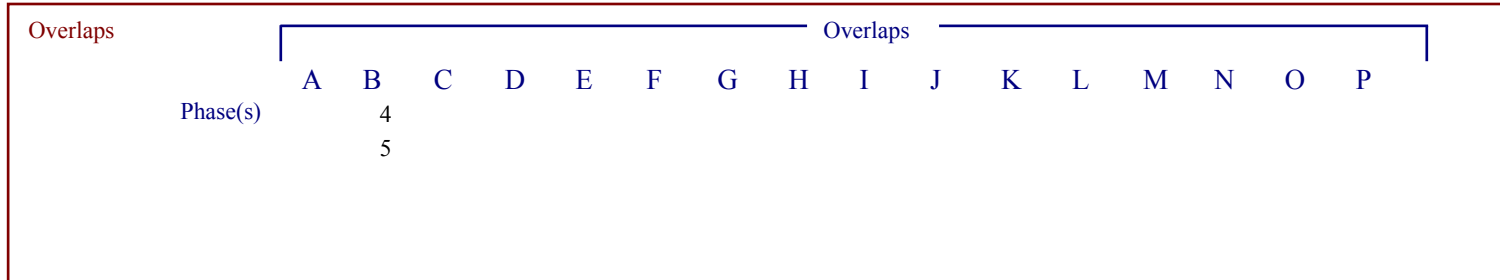 Overlaps
Overlaps
A B C D E F G H I J K L M N O P
Phase(s) 4
5